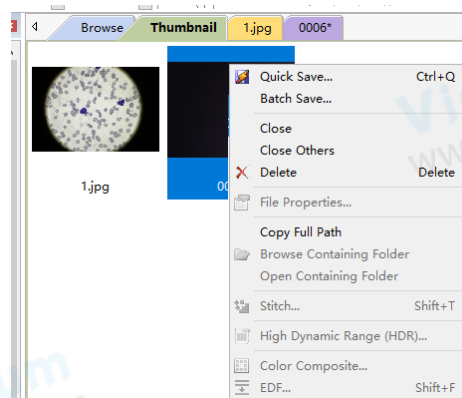 Browse Thumbnail 1.jpg 0006*
Quick Save... Ctrl+Q
Batch Save...
Close
Close Others
Delete Delete
1.jpg 00
File Properties...
Copy Full Path
Browse Containing Folder
Open Containing Folder
Stitch... Shift+T
High Dynamic Range (HDR)...
Color Composite...
EDF... Shift+F